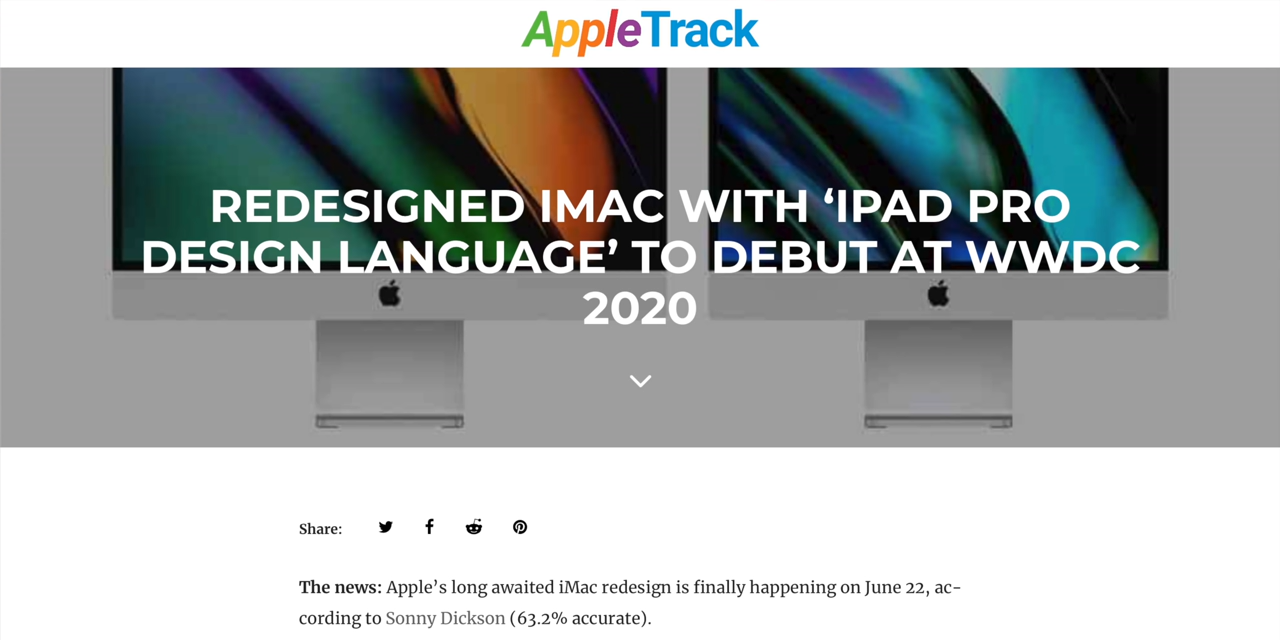 AppleTrack
REDESIGNED IMAC WITH ‘IPAD PRO
DESIGN LANGUAGE’ TO DEBUT AT WWDC
2020
Share:
The news: Apple’s long awaited iMac redesign is finally happening on June 22, ac-
cording to Sonny Dickson (63.2% accurate).